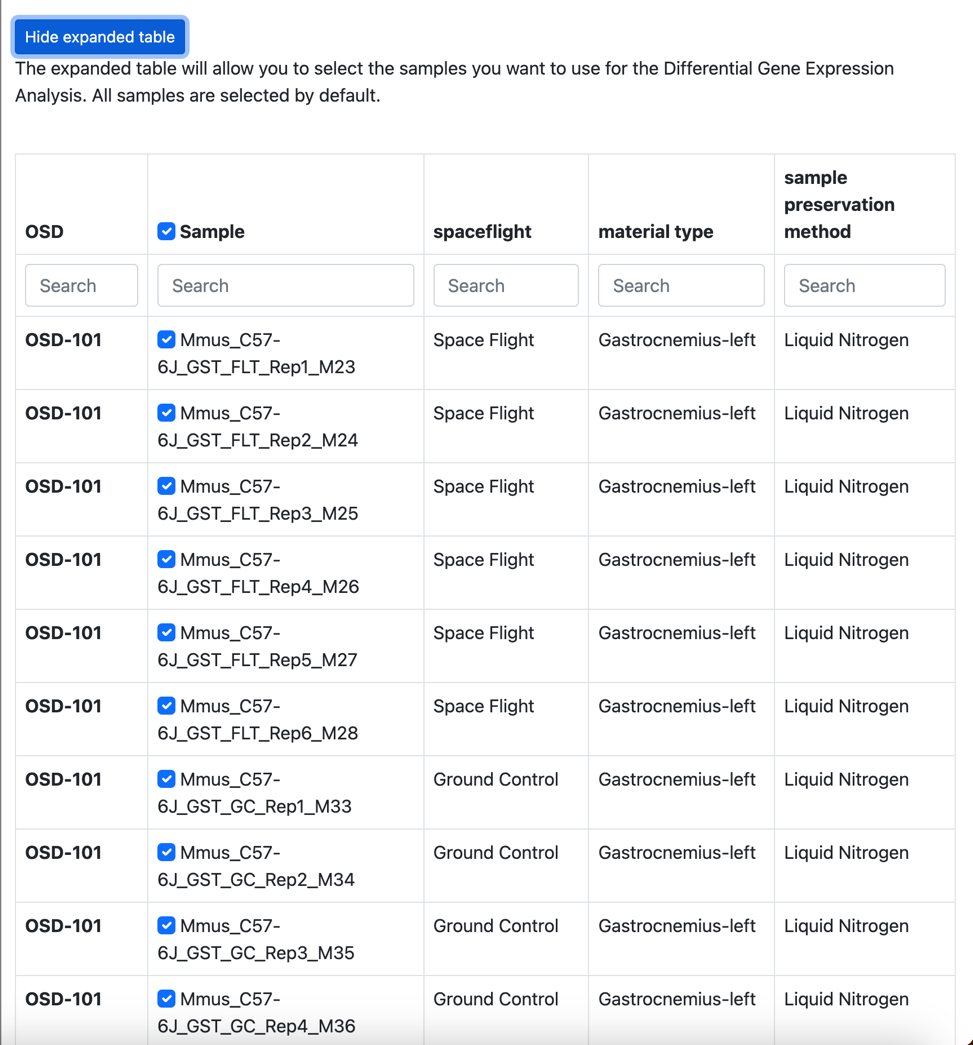 Hide expanded table
The expanded table will allow you to select the samples you want to use for the Differential Gene Expression
Analysis. All samples are selected by default.
OSD Sample spaceflight material type sample preservation method
Search Search Search Search Search
OSD-101 Mmus_C57- Space Flight Gastrocnemius-left Liquid Nitrogen
6J_GST_FLT_Rep1_M23
OSD-101 Mmus_C57- Space Flight Gastrocnemius-left Liquid Nitrogen
6J_GST_FLT_Rep2_M24
OSD-101 Mmus_C57- Space Flight Gastrocnemius-left Liquid Nitrogen
6J_GST_FLT_Rep3_M25
OSD-101 Mmus_C57- Space Flight Gastrocnemius-left Liquid Nitrogen
6J_GST_FLT_Rep4_M26
OSD-101 Mmus_C57- Space Flight Gastrocnemius-left Liquid Nitrogen
6J_GST_FLT_Rep5_M27
OSD-101 Mmus_C57- Space Flight Gastrocnemius-left Liquid Nitrogen
6J_GST_FLT_Rep6_M28
OSD-101 Mmus_C57- Ground Control Gastrocnemius-left Liquid Nitrogen
6J_GST_GC_Rep1_M33
OSD-101 Mmus_C57- Ground Control Gastrocnemius-left Liquid Nitrogen
6J_GST_GC_Rep2_M34
OSD-101 Mmus_C57- Ground Control Gastrocnemius-left Liquid Nitrogen
6J_GST_GC_Rep3_M35
OSD-101 Mmus_C57- Ground Control Gastrocnemius-left Liquid Nitrogen
6J_GST_GC_Rep4_M36